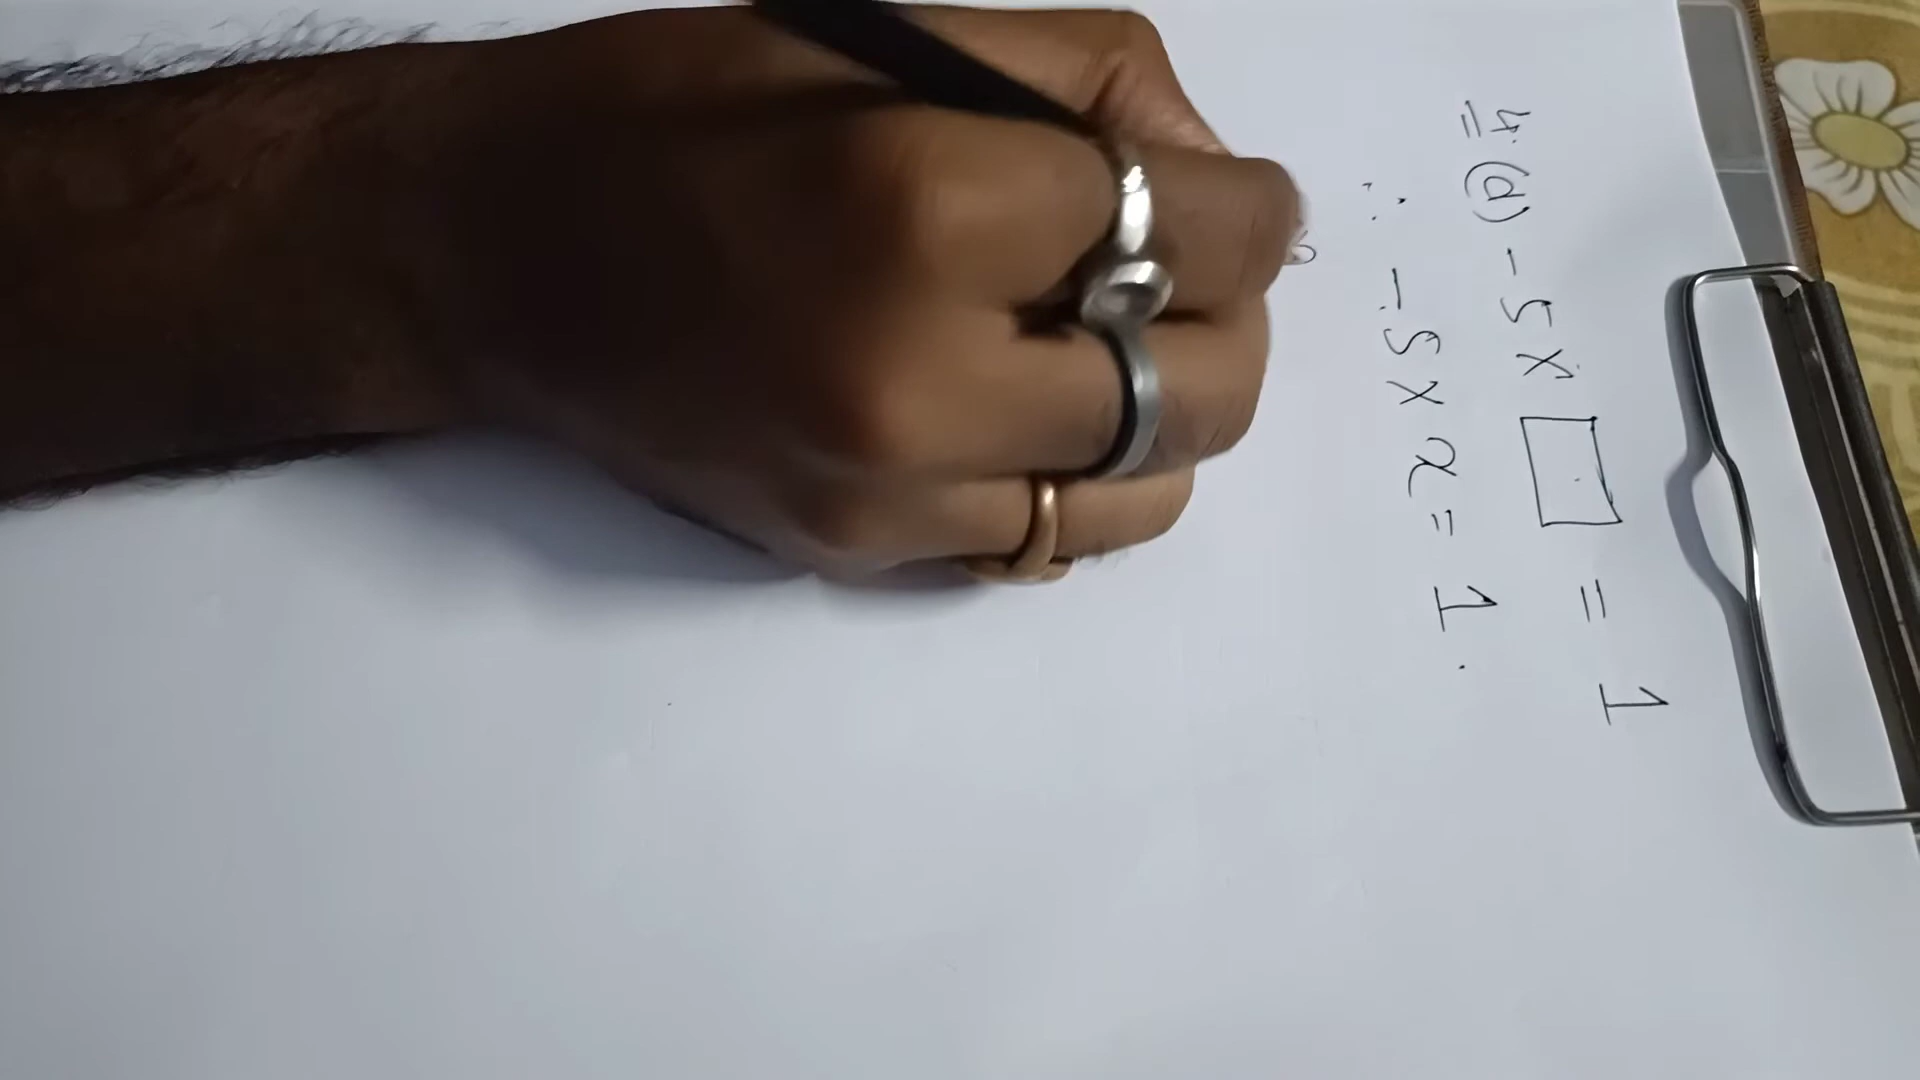 4. (a) - 5 × □ = 1
∴ - 5 × x = 1.